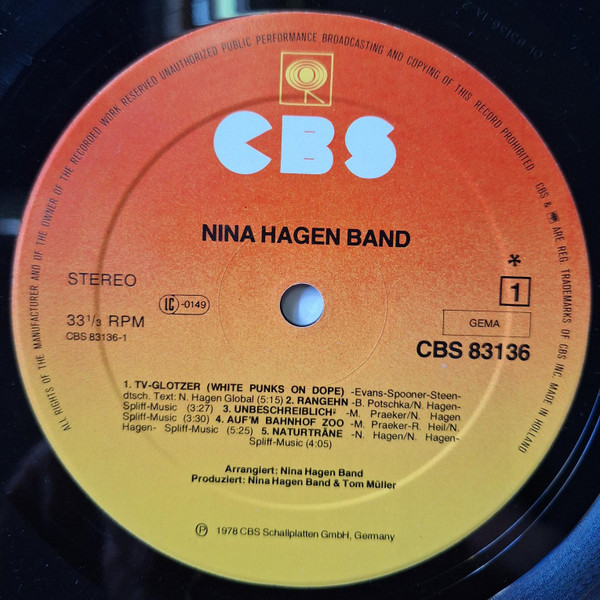 ALL RIGHTS OF THE MANUFACTURER AND OF THE OWNER OF THE RECORDED WORK RESERVED UNAUTHORIZED PUBLIC PERFORMANCE BROADCASTING AND COPYING OF THIS RECORD PROHIBITED. CBS & ARE REG. TRADEMARKS OF CBS INC. MADE IN HOLLAND
CBS
NINA HAGEN BAND
STEREO
LC -0149
33 1/3 RPM
CBS 83136-1
*
1
GEMA
CBS 83136
1. TV-GLOTZER (WHITE PUNKS ON DOPE) -Evans-Spooner-Steen-
dtsch. Text: N. Hagen Global (5:15) 2. RANGEHN -B. Potschka/N. Hagen-
Spliff-Music (3:27) 3. UNBESCHREIBLICH² -M. Praeker/N. Hagen
Spliff-Music (3:30) 4. AUF'M BAHNHOF ZOO -M. Praeker-R. Heil/N.
Hagen- Spliff-Music (5:25) 5. NATURTRÄNE -N. Hagen/N. Hagen-
Spliff-Music (4:05)
Arrangiert: Nina Hagen Band
Produziert: Nina Hagen Band & Tom Müller
Ⓟ 1978 CBS Schallplatten GmbH, Germany